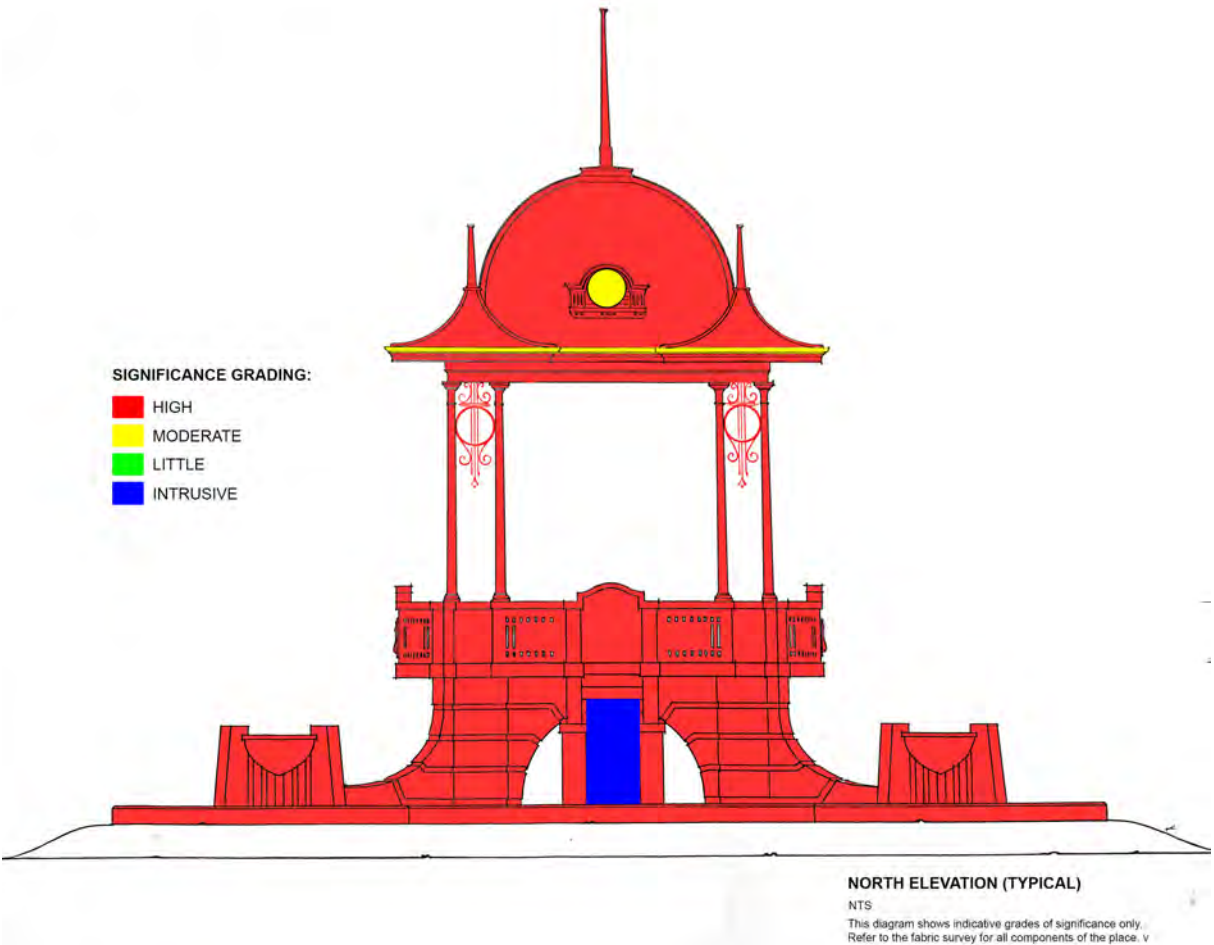 SIGNIFICANCE GRADING:
HIGH
MODERATE
LITTLE
INTRUSIVE
NORTH ELEVATION (TYPICAL)
NTS
This diagram shows indicative grades of significance only.
Refer to the fabric survey for all components of the place. v